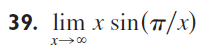 39. lim x sin(π/x)
x→∞